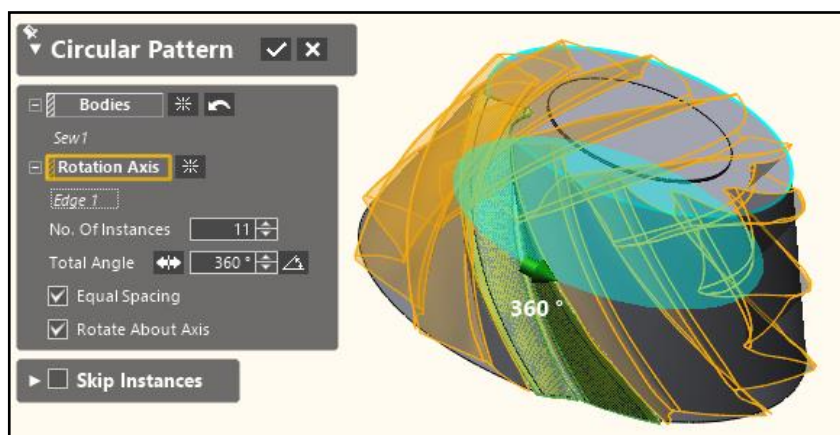 Circular Pattern
Bodies
Sew1
Rotation Axis
Edge 1
No. Of Instances 11
Total Angle 360 °
Equal Spacing
Rotate About Axis
Skip Instances
360 °